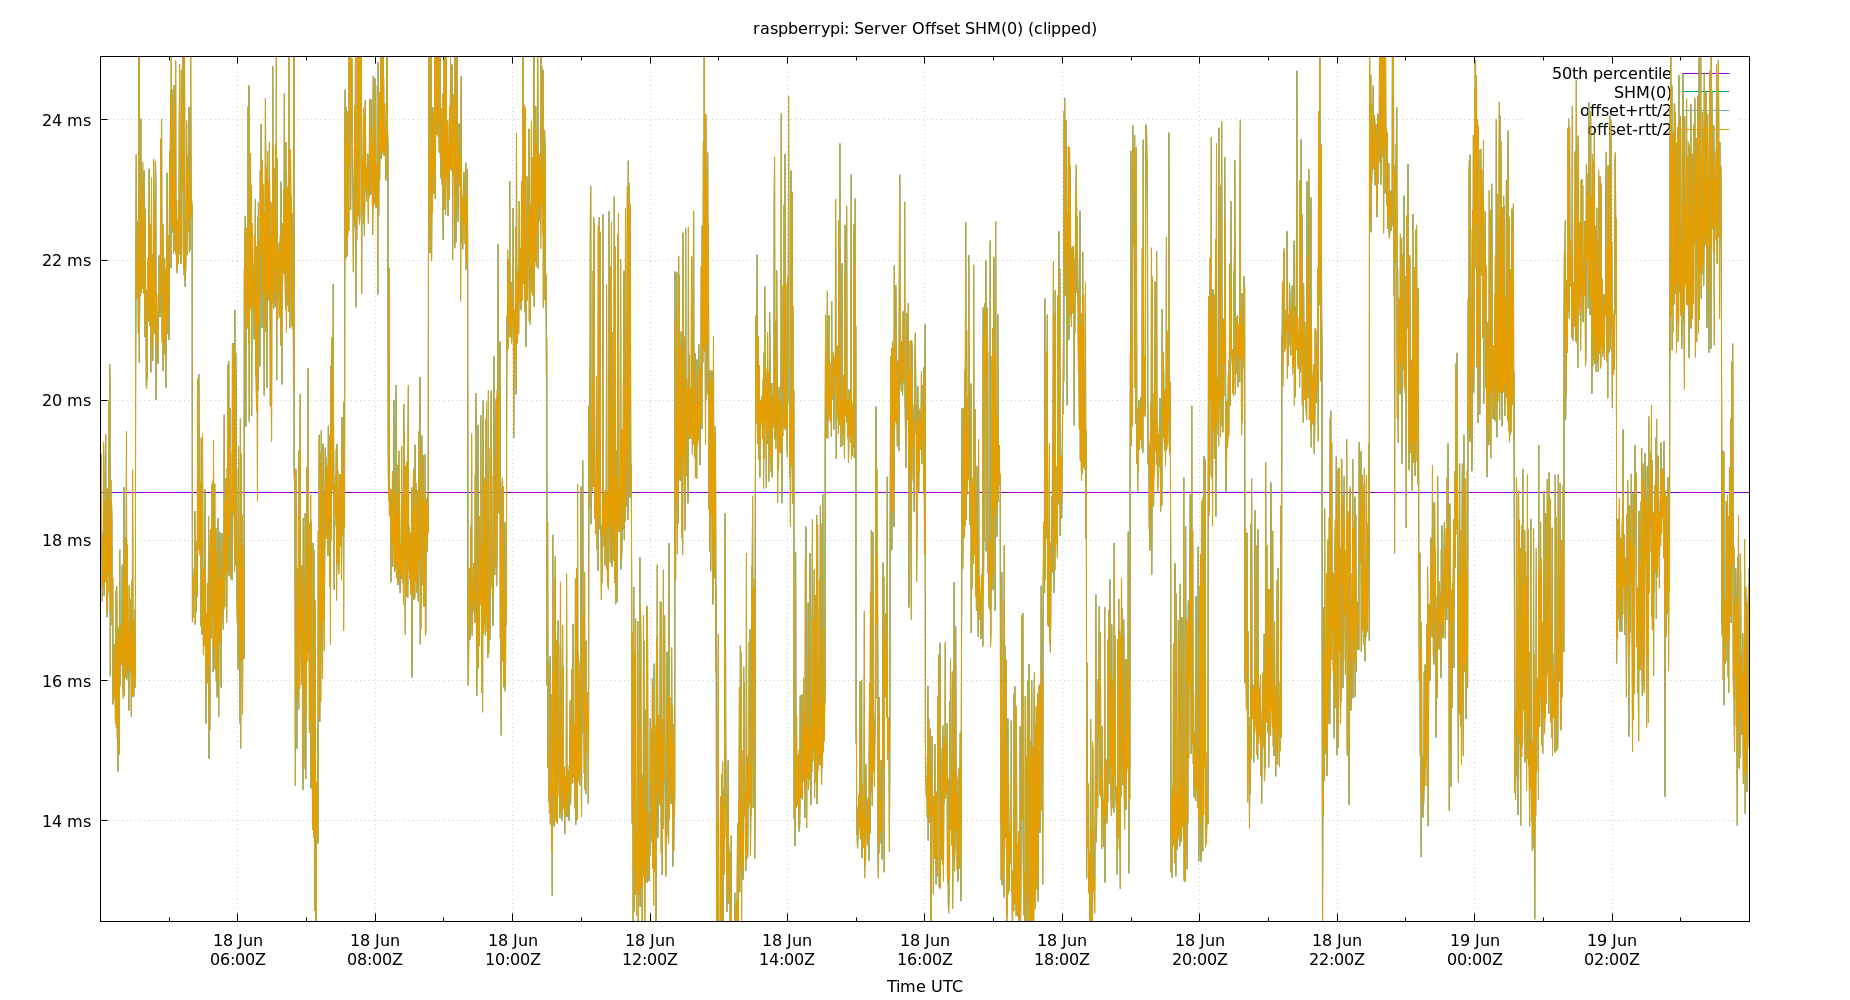 raspberrypi: Server Offset SHM(0) (clipped)
50th percentile
SHM(0)
offset+rtt/2
offset-rtt/2
24 ms
22 ms
20 ms
18 ms
16 ms
14 ms
18 Jun 18 Jun 18 Jun 18 Jun 18 Jun 18 Jun 18 Jun 18 Jun 18 Jun 19 Jun 19 Jun
06:00Z 08:00Z 10:00Z 12:00Z 14:00Z 16:00Z 18:00Z 20:00Z 22:00Z 00:00Z 02:00Z
Time UTC